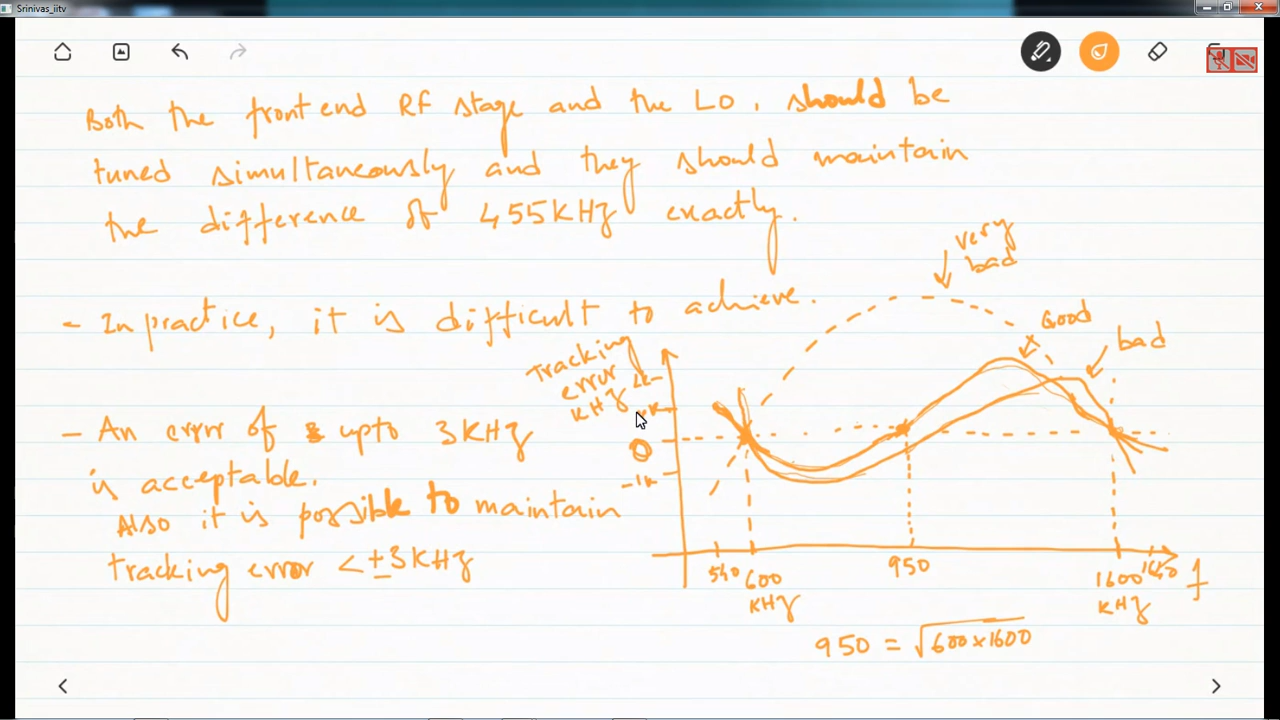 Srinivas_iitv
Both the front end RF stage and the LO, should be
tuned simultaneously and they should maintain
the difference of 455KHz exactly.
- In practice, it is difficult to achieve.
- An error of upto 3KHz
is acceptable.
Also it is possible to maintain
tracking error < ±3KHz
very
bad
Good
bad
Tracking
error
KHz
2k
1k
0
-1k
540
600
KHz
950
1600
KHz
1650
f
950 = √600×1600